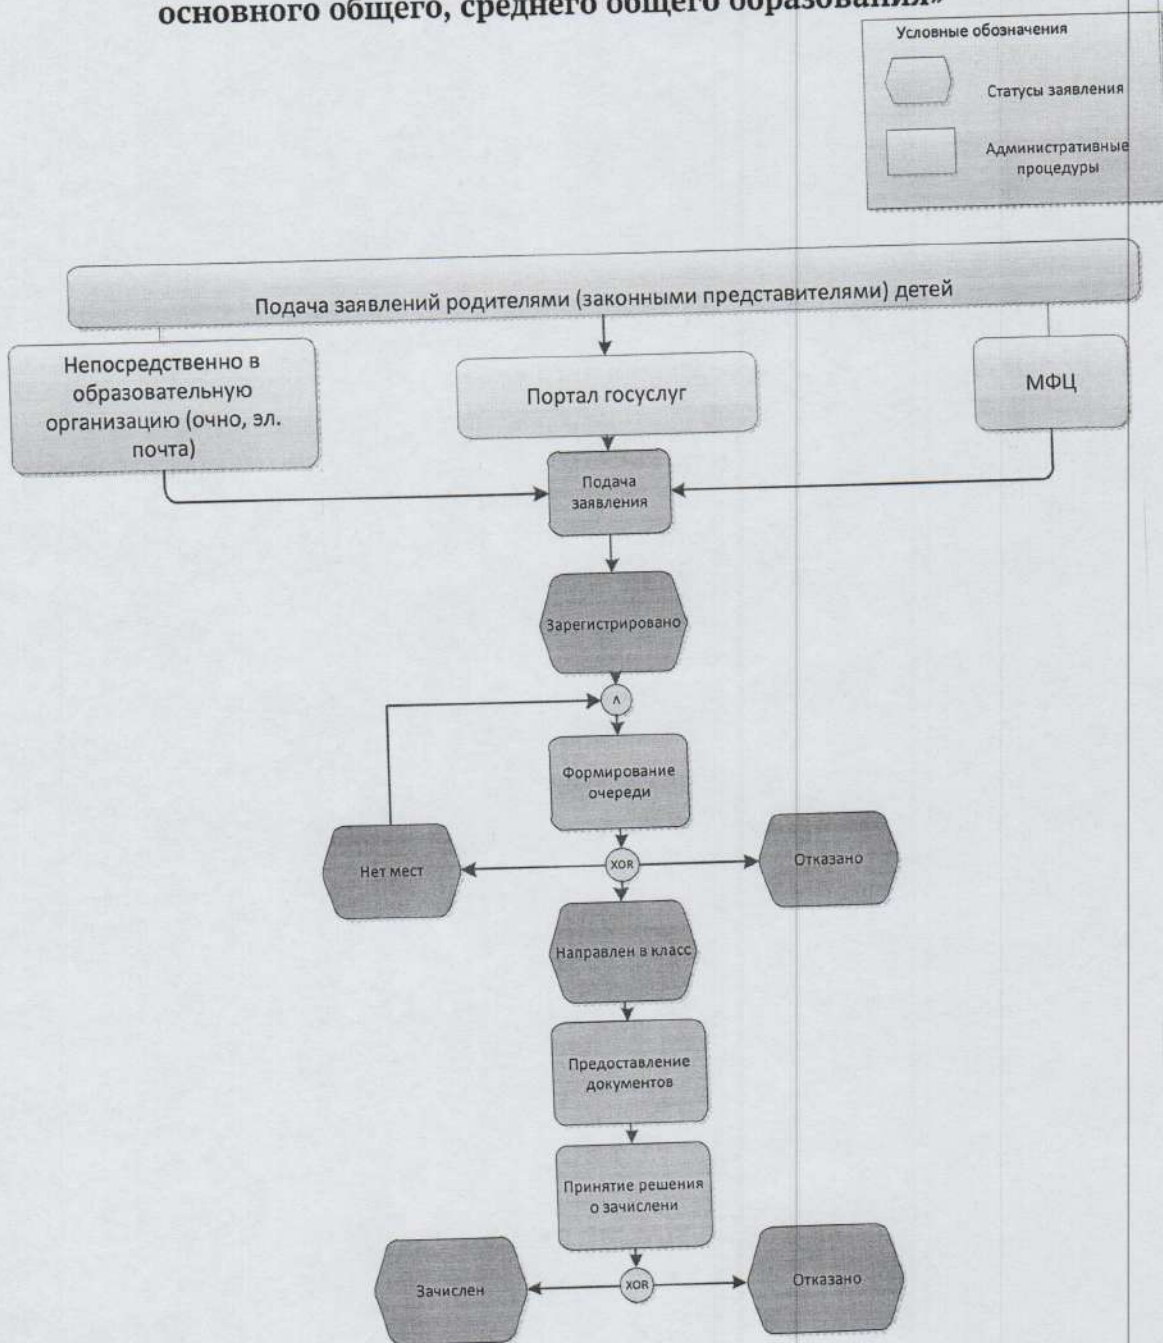 основного общего, среднего общего образования»
Условные обозначения
Статусы заявления
Административные
процедуры
Подача заявлений родителями (законными представителями) детей
Непосредственно в
образовательную
организацию (очно, эл.
почта)
Портал госуслуг
МФЦ
Подача
заявления
Зарегистрировано
Λ
Формирование
очереди
Нет мест
XOR
Отказано
Направлен в класс
Предоставление
документов
Принятие решения
о зачислени
Зачислен
XOR
Отказано